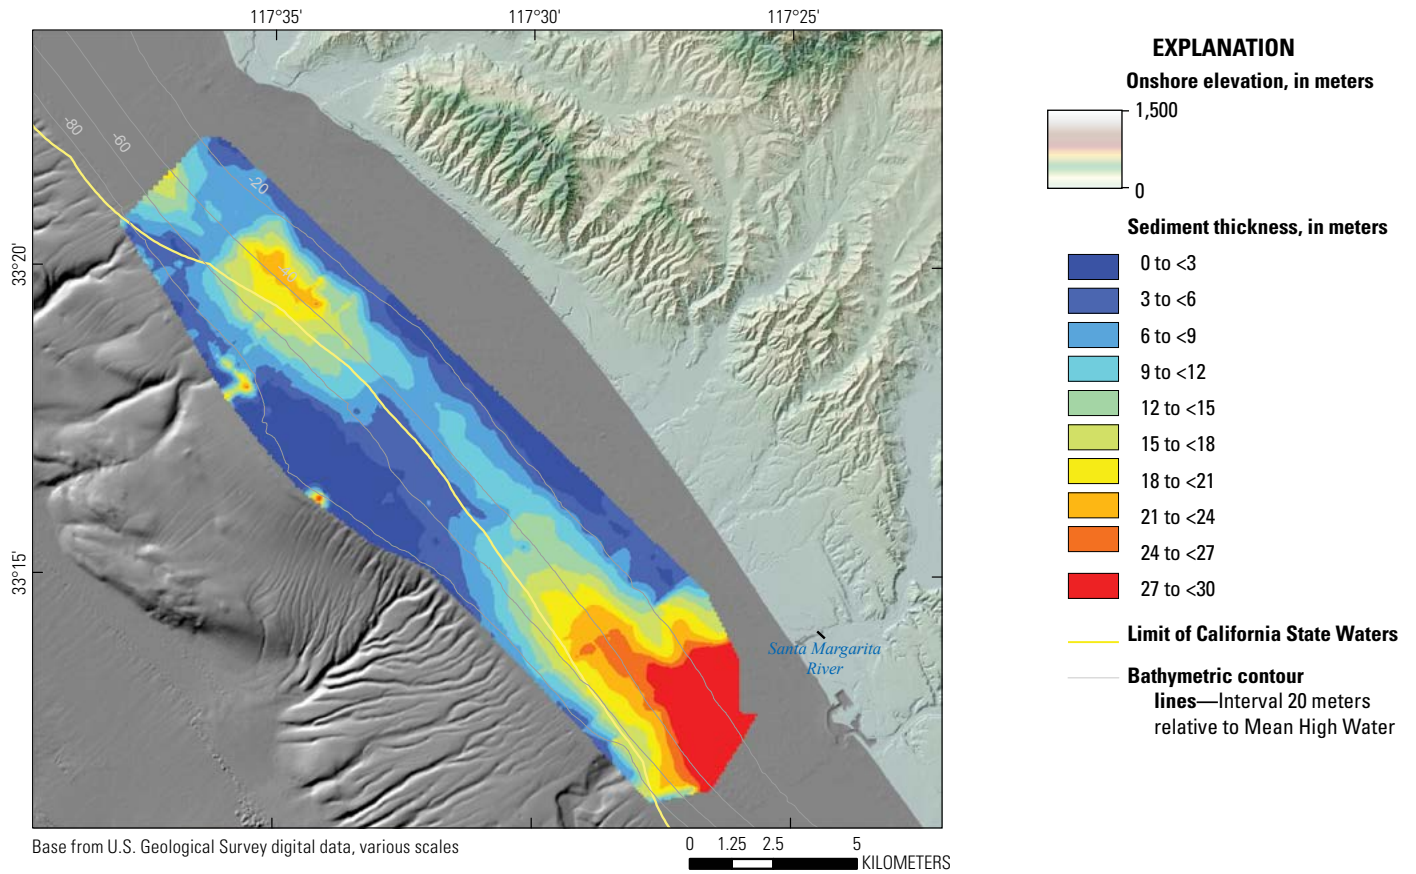 117°35'
117°30'
117°25'
33°20'
33°15'
-80
-60
-20
-40
Santa Margarita
River
Base from U.S. Geological Survey digital data, various scales
0 1.25 2.5 5
KILOMETERS
EXPLANATION
Onshore elevation, in meters
1,500
0
Sediment thickness, in meters
0 to <3
3 to <6
6 to <9
9 to <12
12 to <15
15 to <18
18 to <21
21 to <24
24 to <27
27 to <30
Limit of California State Waters
Bathymetric contour
lines—Interval 20 meters
relative to Mean High Water